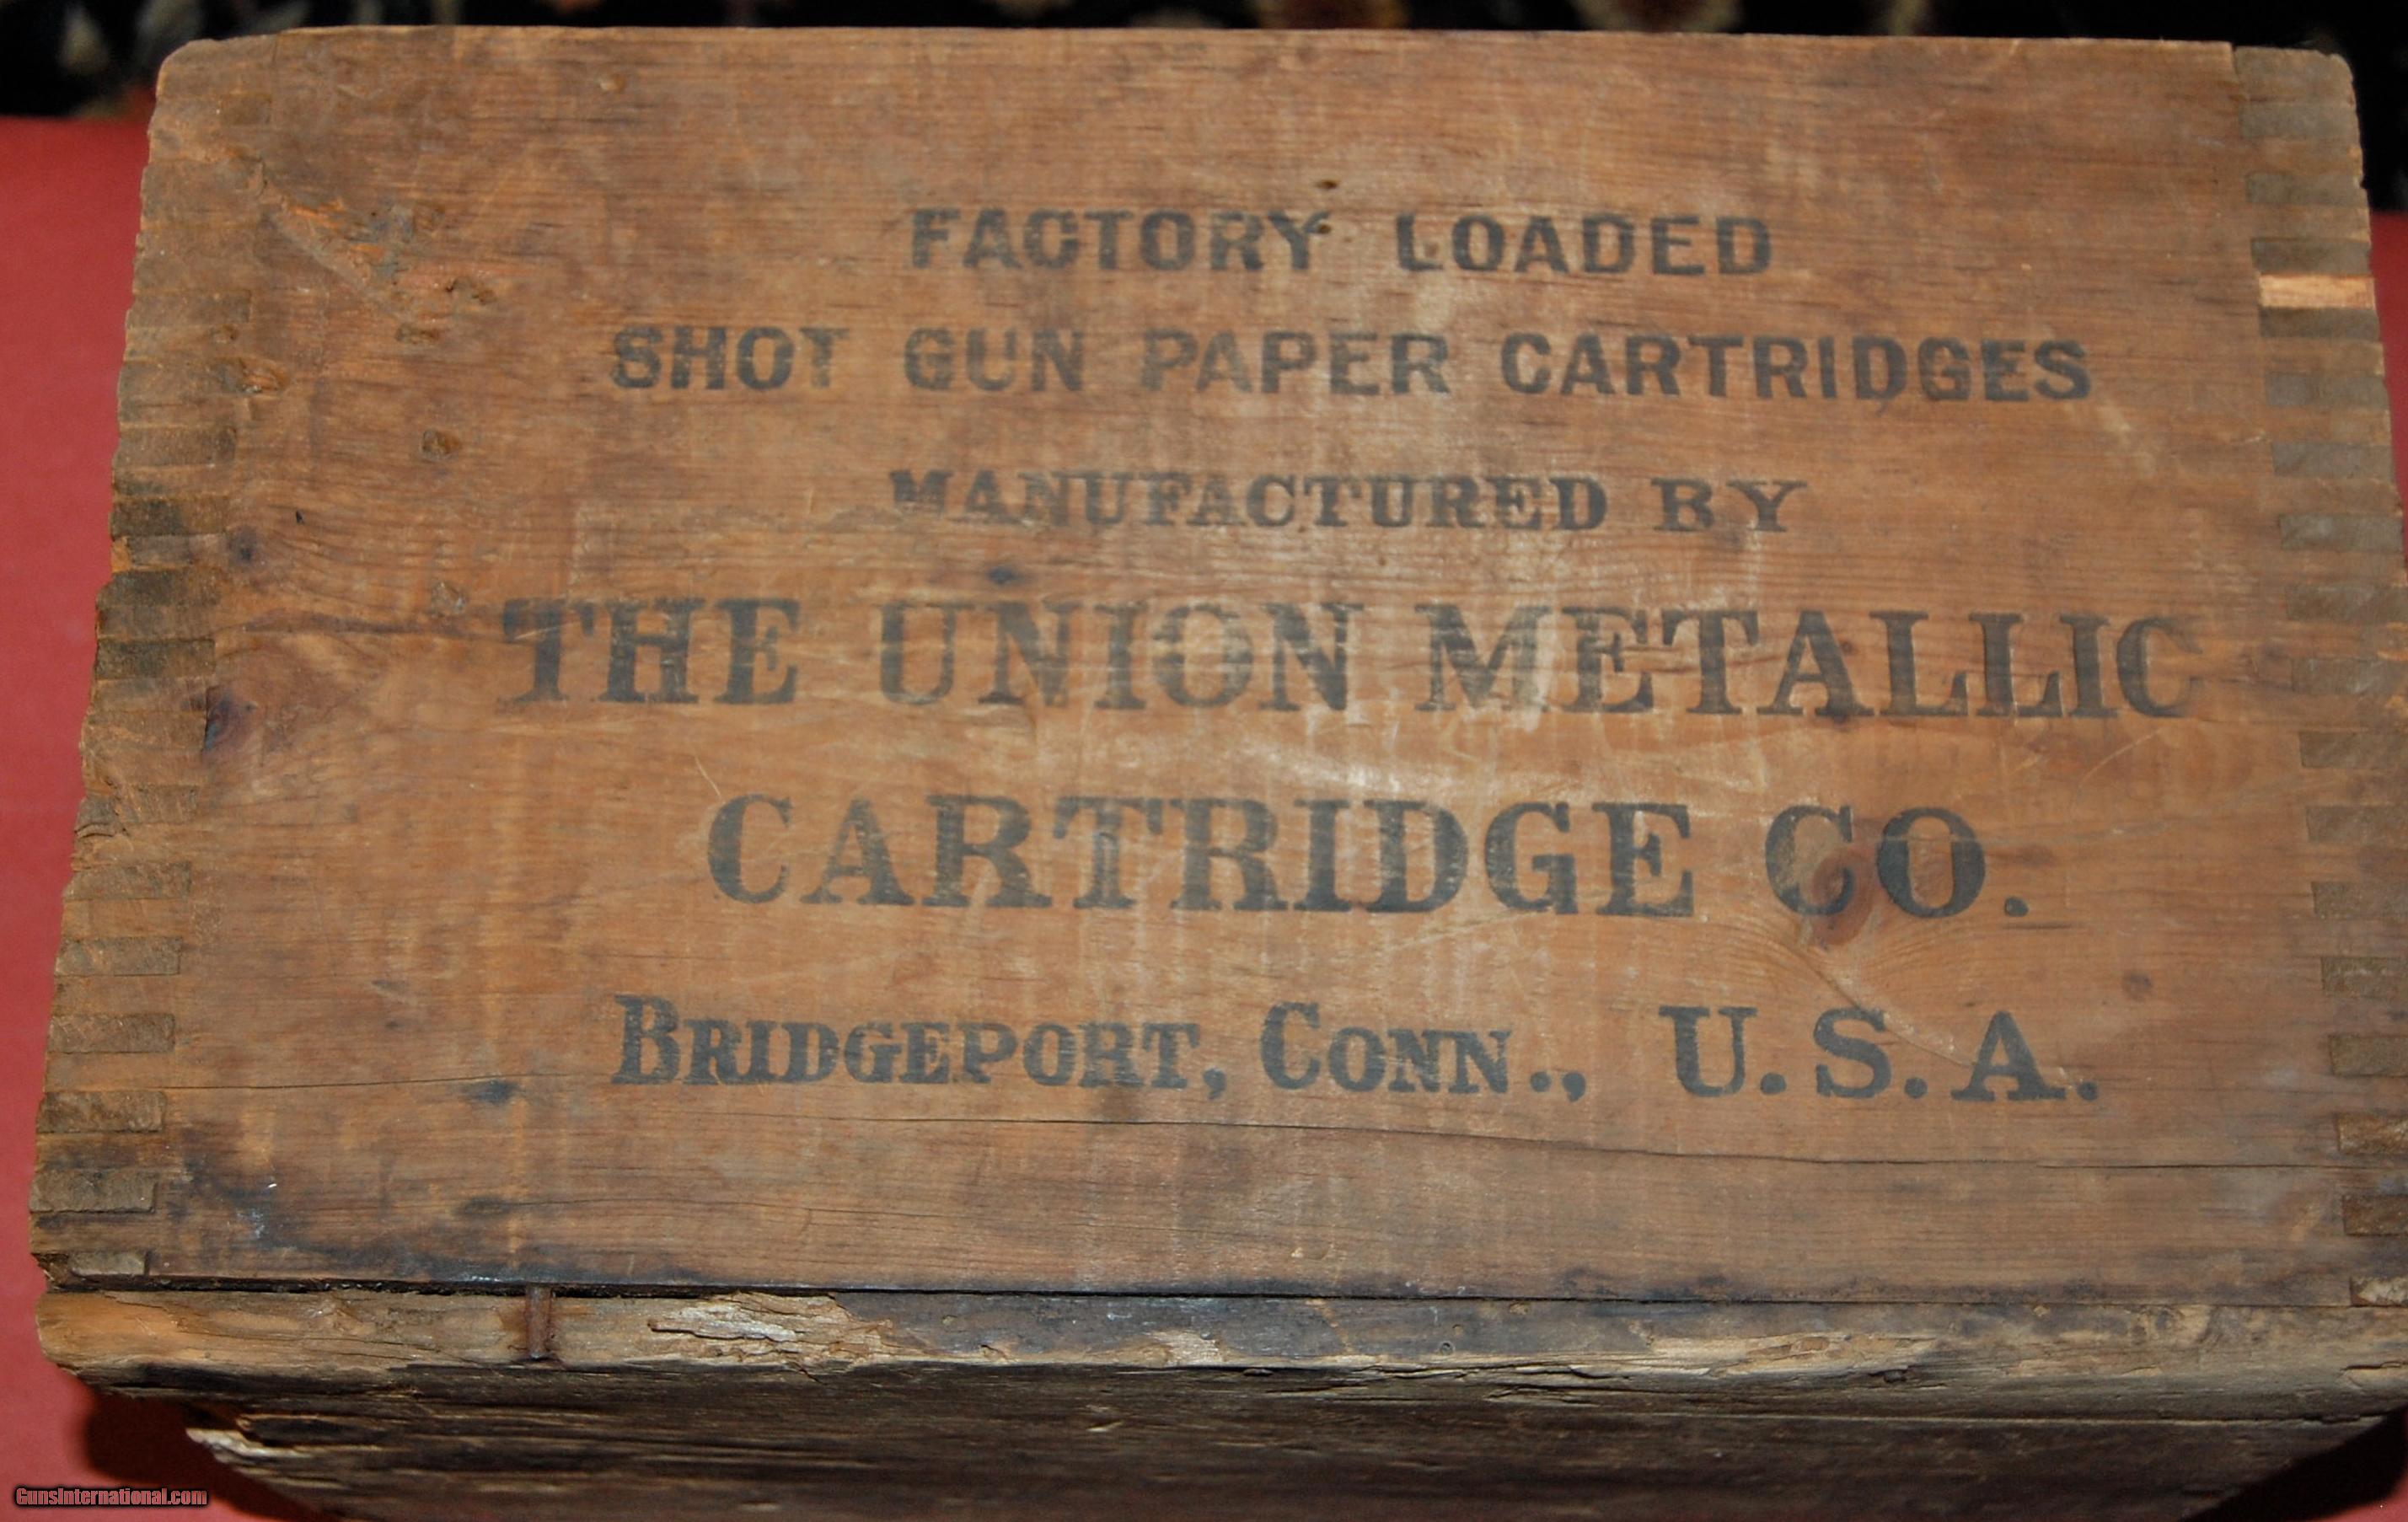 FACTORY LOADED
SHOT GUN PAPER CARTRIDGES
MANUFACTURED BY
THE UNION METALLIC
CARTRIDGE CO.
BRIDGEPORT, CONN., U.S.A.
GunsInternational.com